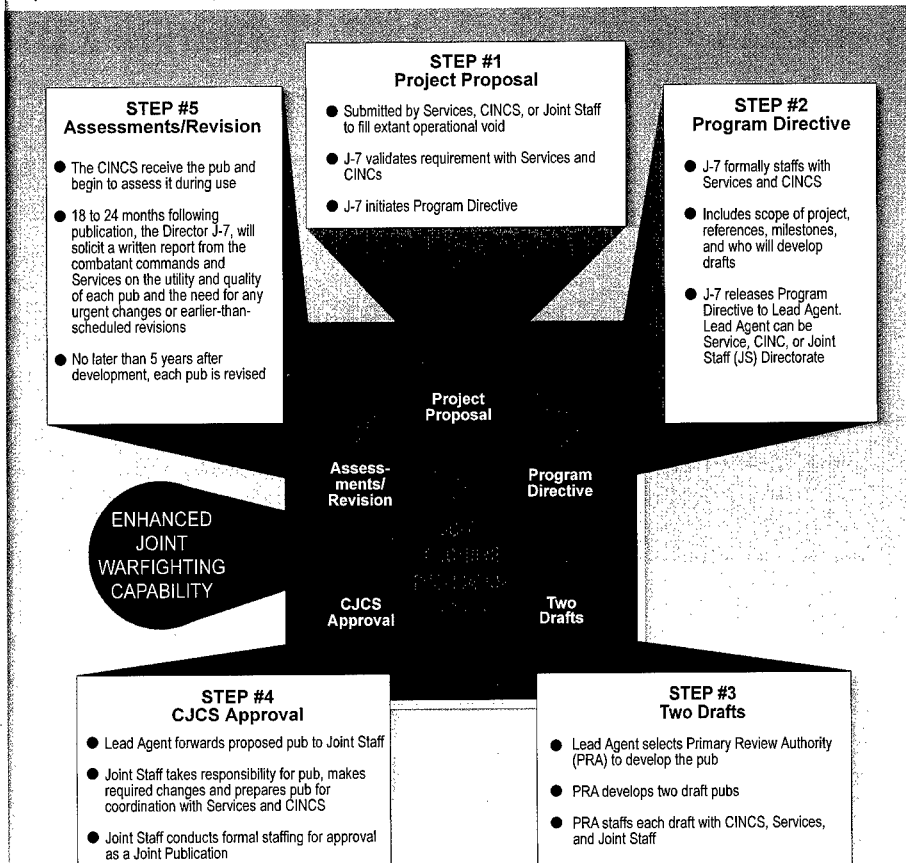 STEP #1
Project Proposal
● Submitted by Services, CINCS, or Joint Staff
to fill extant operational void
● J-7 validates requirement with Services and
CINCs
● J-7 initiates Program Directive
STEP #2
Program Directive
● J-7 formally staffs with
Services and CINCS
● Includes scope of project,
references, milestones,
and who will develop
drafts
● J-7 releases Program
Directive to Lead Agent.
Lead Agent can be
Service, CINC, or Joint
Staff (JS) Directorate
STEP #3
Two Drafts
● Lead Agent selects Primary Review Authority
(PRA) to develop the pub
● PRA develops two draft pubs
● PRA staffs each draft with CINCS, Services,
and Joint Staff
STEP #4
CJCS Approval
● Lead Agent forwards proposed pub to Joint Staff
● Joint Staff takes responsibility for pub, makes
required changes and prepares pub for
coordination with Services and CINCS
● Joint Staff conducts formal staffing for approval
as a Joint Publication
STEP #5
Assessments/Revision
● The CINCS receive the pub and
begin to assess it during use
● 18 to 24 months following
publication, the Director J-7, will
solicit a written report from the
combatant commands and
Services on the utility and quality
of each pub and the need for any
urgent changes or earlier-than-
scheduled revisions
● No later than 5 years after
development, each pub is revised
Project
Proposal
Program
Directive
Two
Drafts
CJCS
Approval
Assess-
ments/
Revision
ENHANCED
JOINT
WARFIGHTING
CAPABILITY